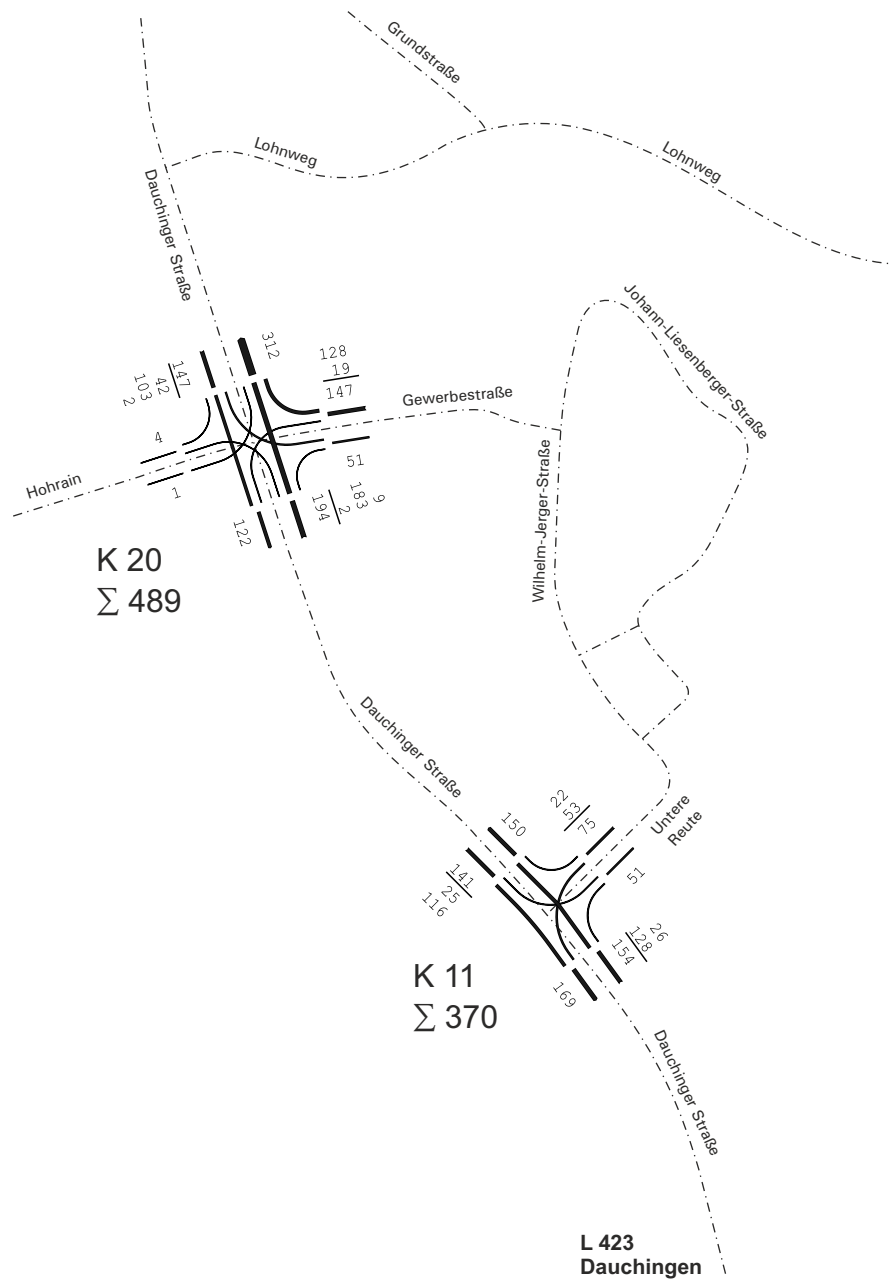 Grundstraße
Lohnweg
Lohnweg
Dauchinger Straße
Johann-Liesenberger-Straße
312
128
19
147
147
42
103
2
Gewerbestraße
4
51
Hohrain
1
9
183
2
194
122
Wilhelm-Jerger-Straße
K 20
∑ 489
Dauchinger Straße
22
53
75
150
Untere
Reute
141
25
116
51
26
128
154
K 11
∑ 370
169
Dauchinger Straße
L 423
Dauchingen